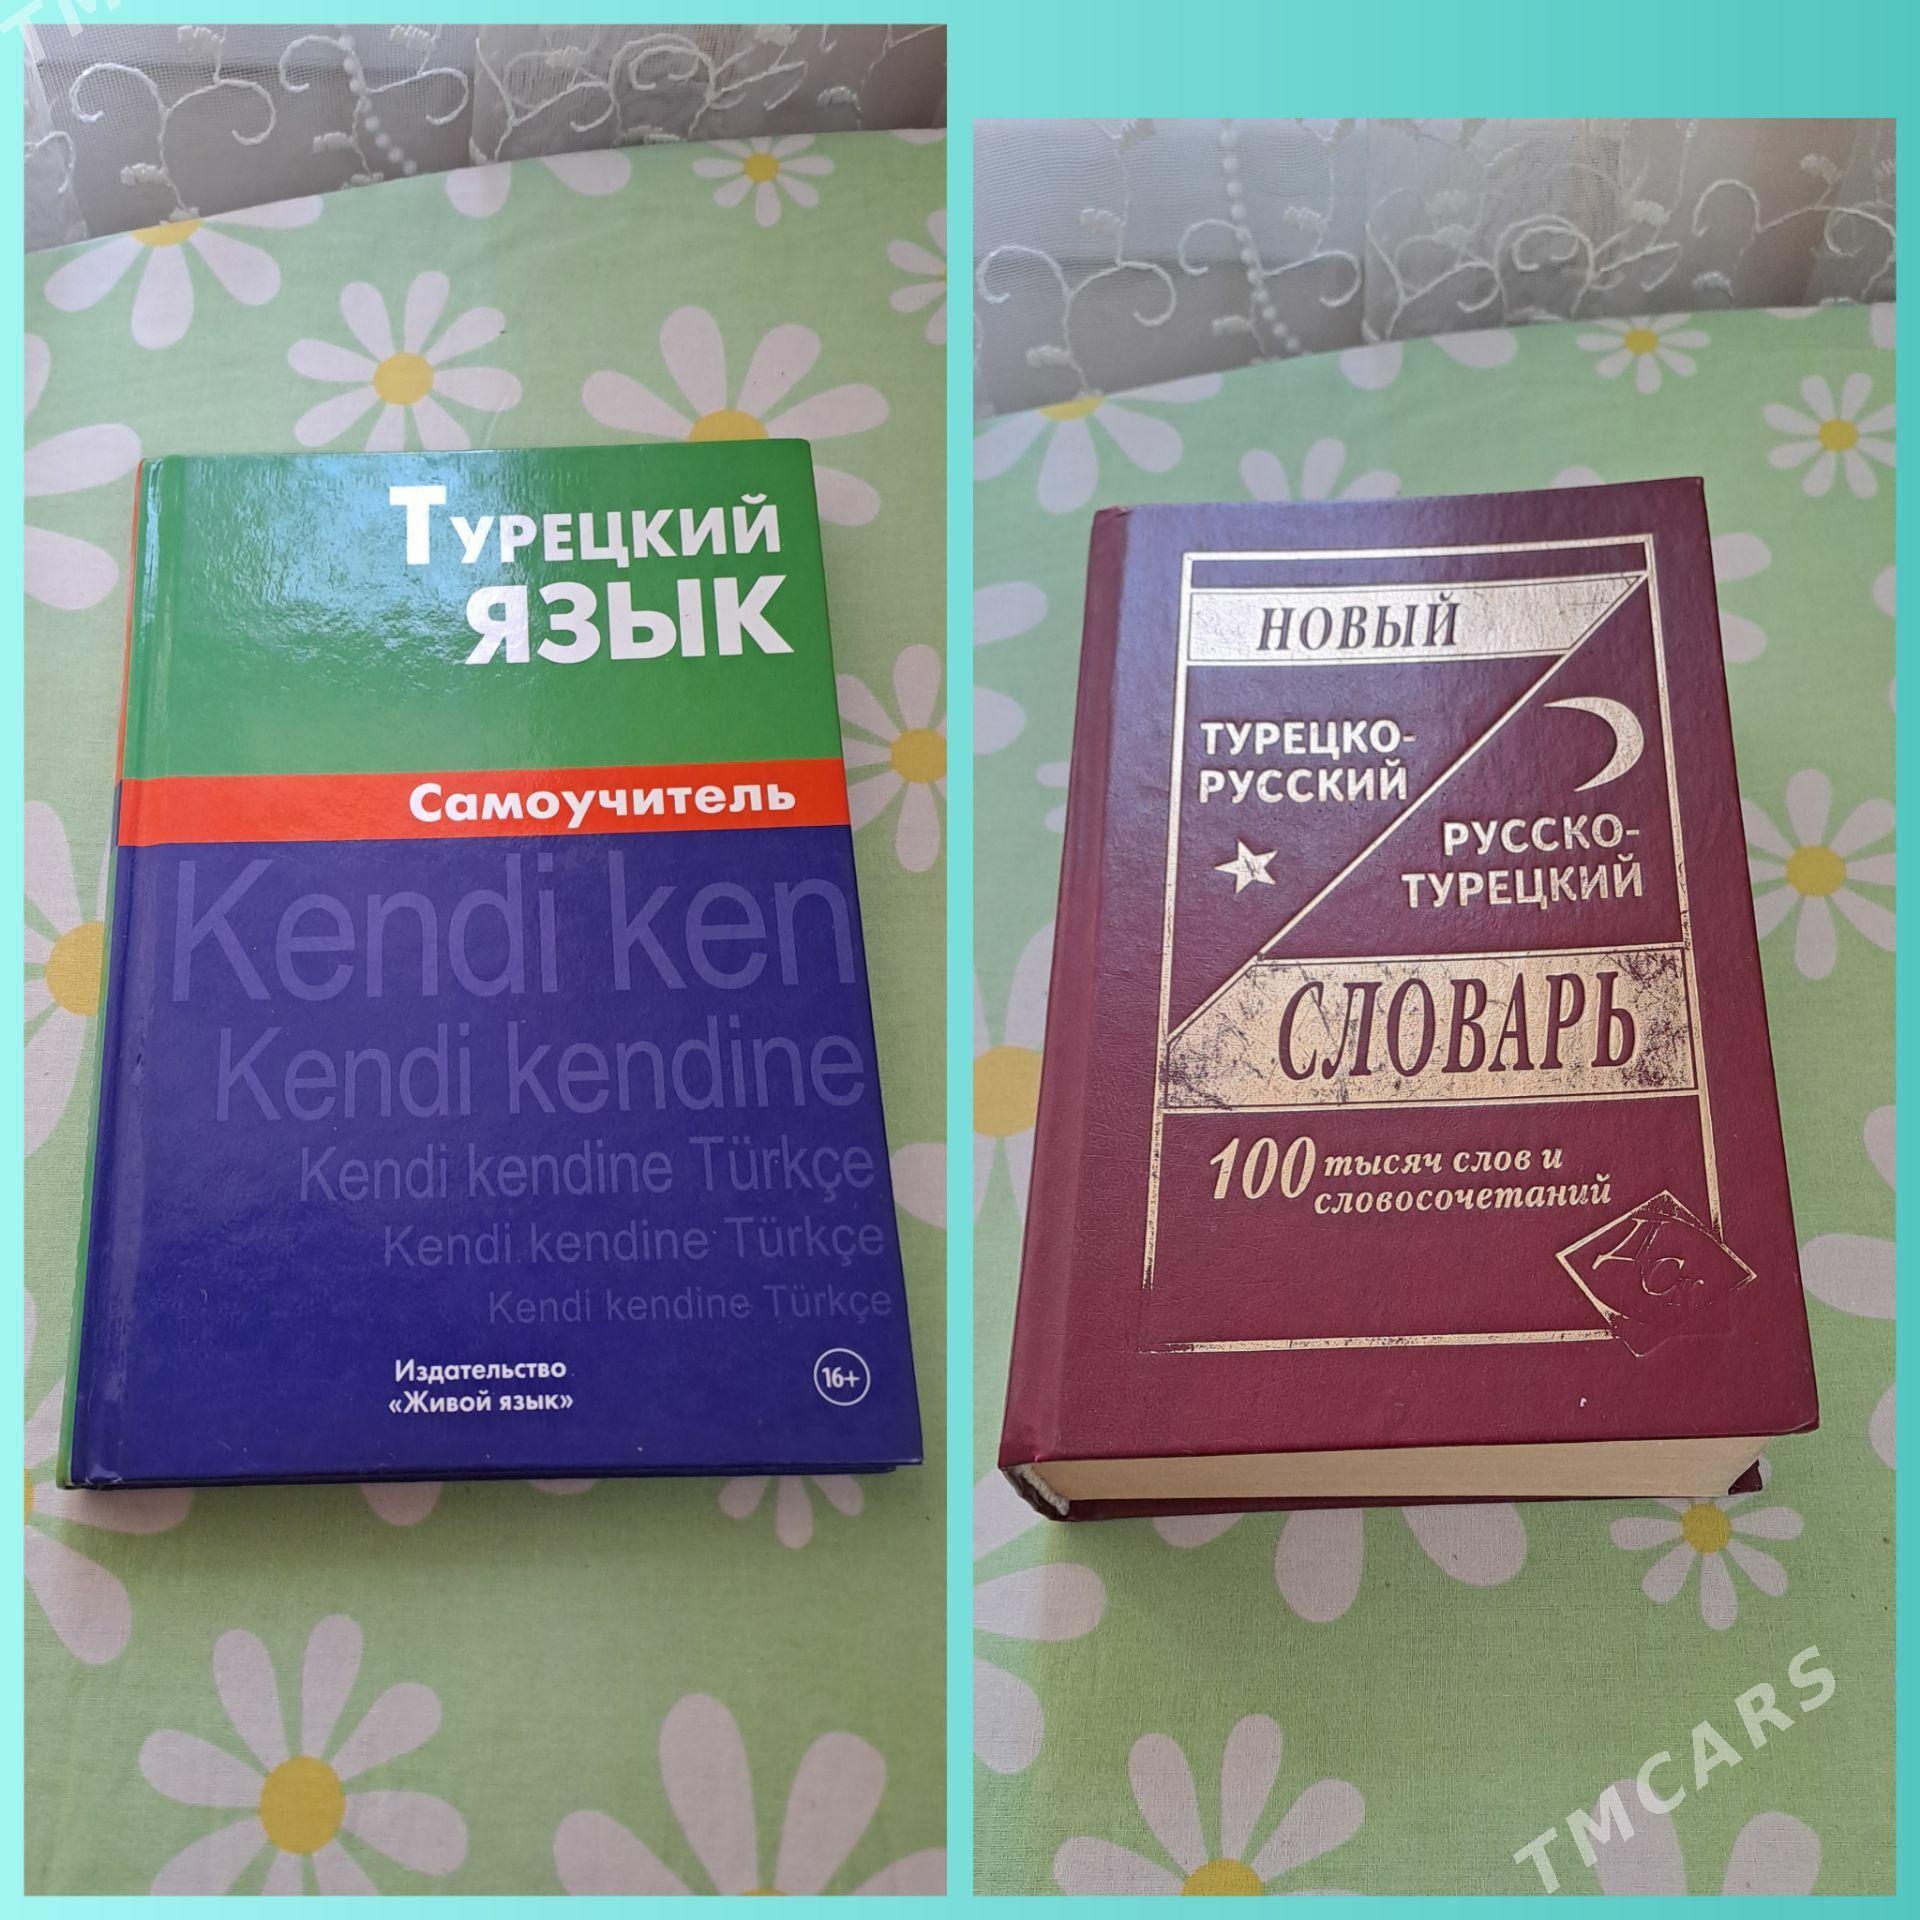 Турецкий
язык
Самоучитель
Kendi ken
Kendi kendine
Kendi kendine Türkçe
Kendi kendine Türkçe
Kendi kendine Türkçe
Издательство
«Живой язык»
16+
НОВЫЙ
ТУРЕЦКО-
РУССКИЙ
РУССКО-
ТУРЕЦКИЙ
СЛОВАРЬ
100 тысяч слов и
словосочетаний
TMCARS